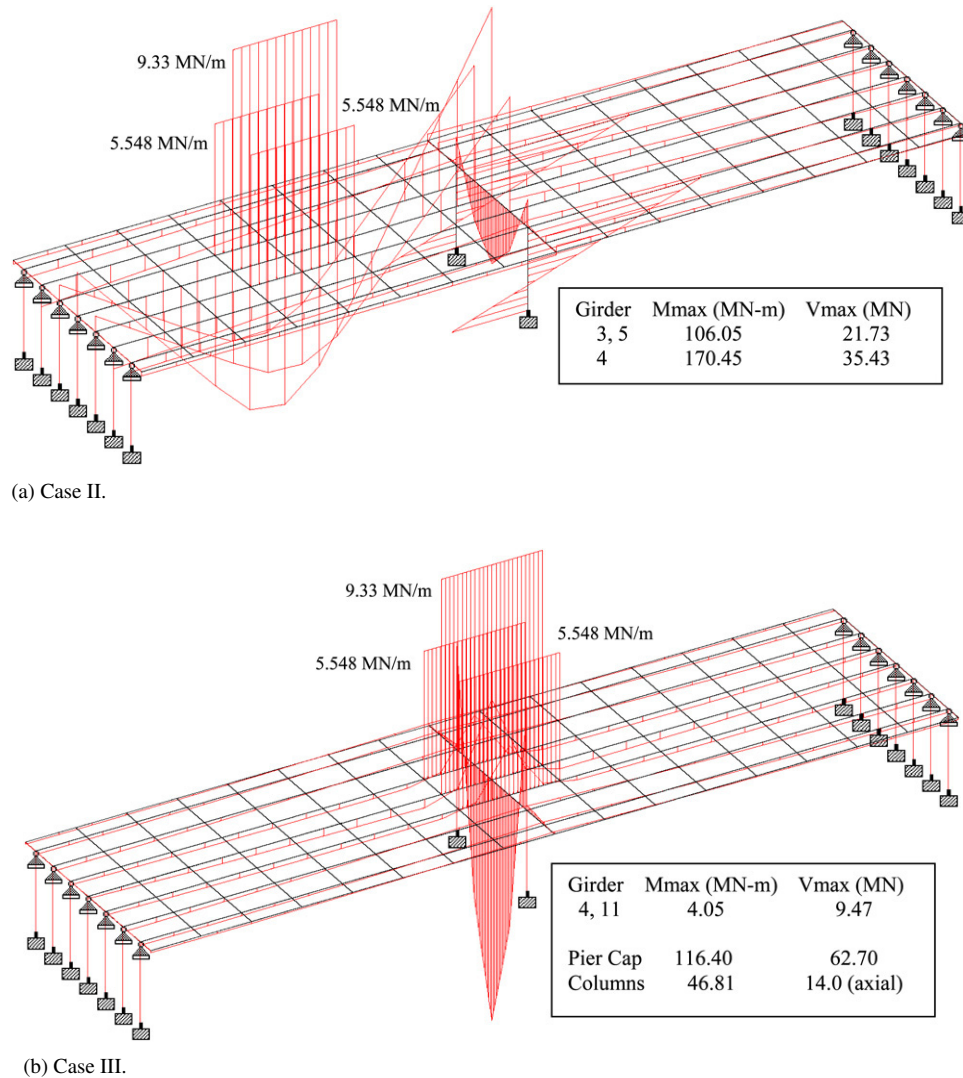 9.33 MN/m
5.548 MN/m
5.548 MN/m
Girder Mmax (MN-m) Vmax (MN)
3, 5 106.05 21.73
4 170.45 35.43
(a) Case II.
9.33 MN/m
5.548 MN/m
5.548 MN/m
Girder Mmax (MN-m) Vmax (MN)
4, 11 4.05 9.47
Pier Cap 116.40 62.70
Columns 46.81 14.0 (axial)
(b) Case III.